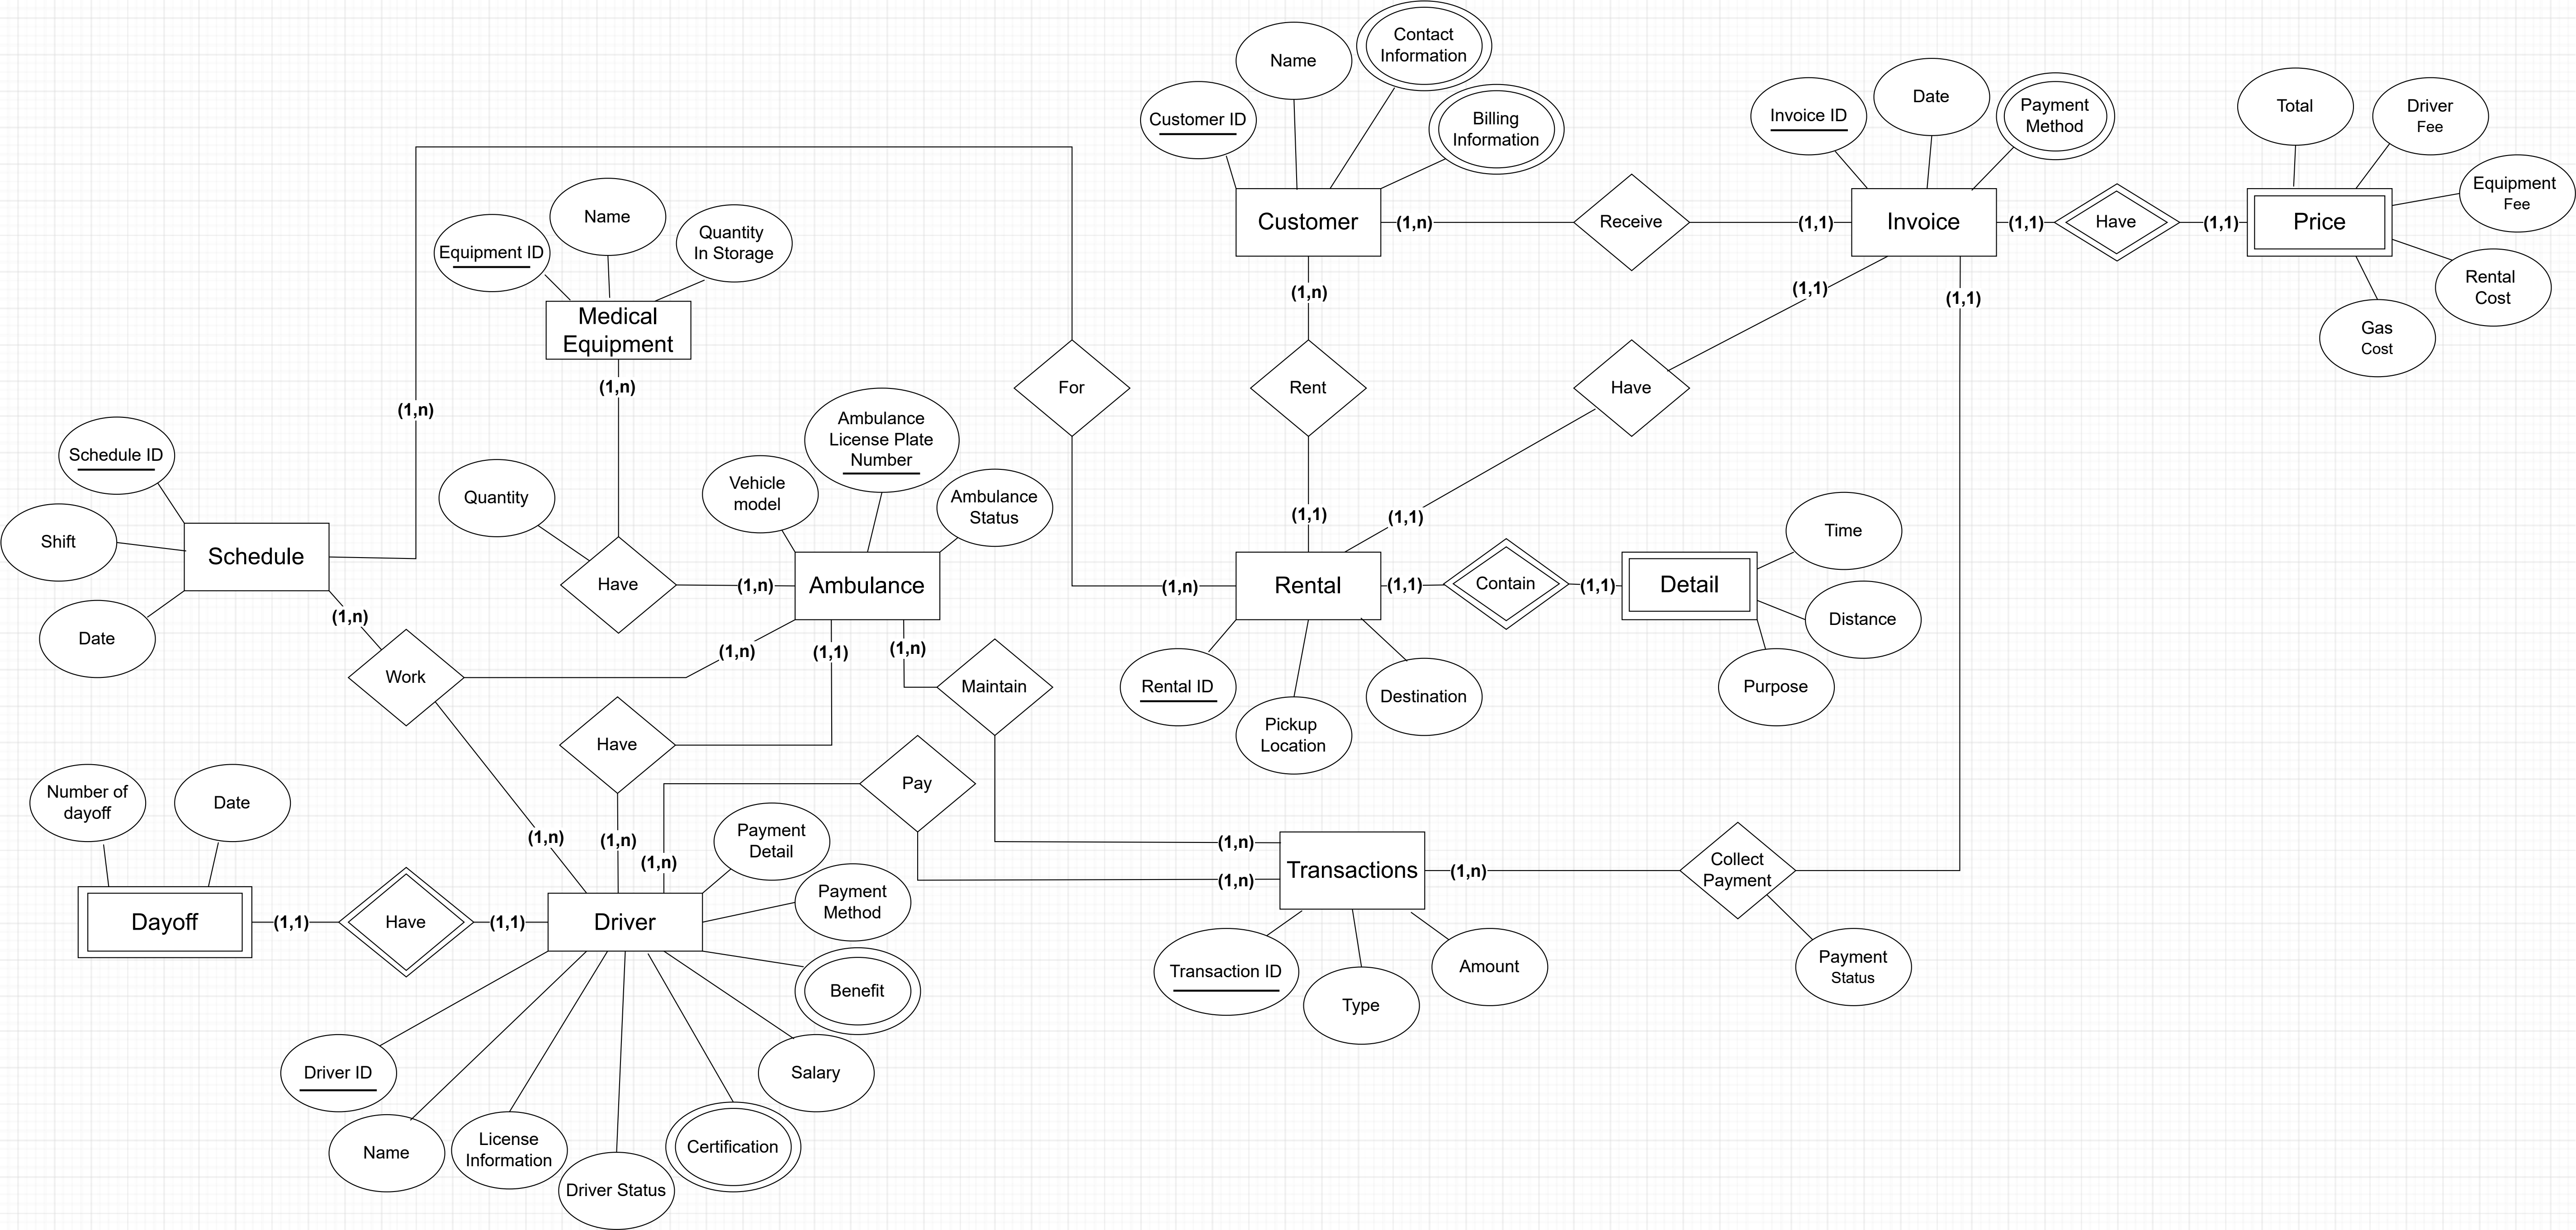 Contact
Information
Name
Customer ID
Billing
Information
Customer
(1,n)
Receive
(1,1)
Invoice ID
Date
Payment
Method
Invoice
(1,1)
Have
(1,1)
Total
Driver
Fee
Equipment
Fee
Rental
Cost
Gas
Cost
Price
Equipment ID
Name
Quantity
In Storage
Medical
Equipment
(1,n)
(1,n)
For
(1,n)
Rent
(1,1)
(1,1)
Have
(1,1)
(1,1)
Schedule ID
Shift
Date
Schedule
(1,n)
Quantity
Have
(1,n)
Vehicle
model
Ambulance
License Plate
Number
Ambulance
Status
Ambulance
(1,n)
(1,1)
(1,n)
(1,n)
Rental
(1,1)
Contain
(1,1)
Detail
Time
Distance
Purpose
Rental ID
Pickup
Location
Destination
Work
Maintain
Have
Pay
Number of
dayoff
Date
Dayoff
(1,1)
Have
(1,1)
(1,n)
(1,n)
(1,n)
Driver
Payment
Detail
Payment
Method
Benefit
Salary
Certification
Driver Status
License
Information
Name
Driver ID
(1,n)
(1,n)
Transactions
(1,n)
Collect
Payment
Payment
Status
Transaction ID
Type
Amount